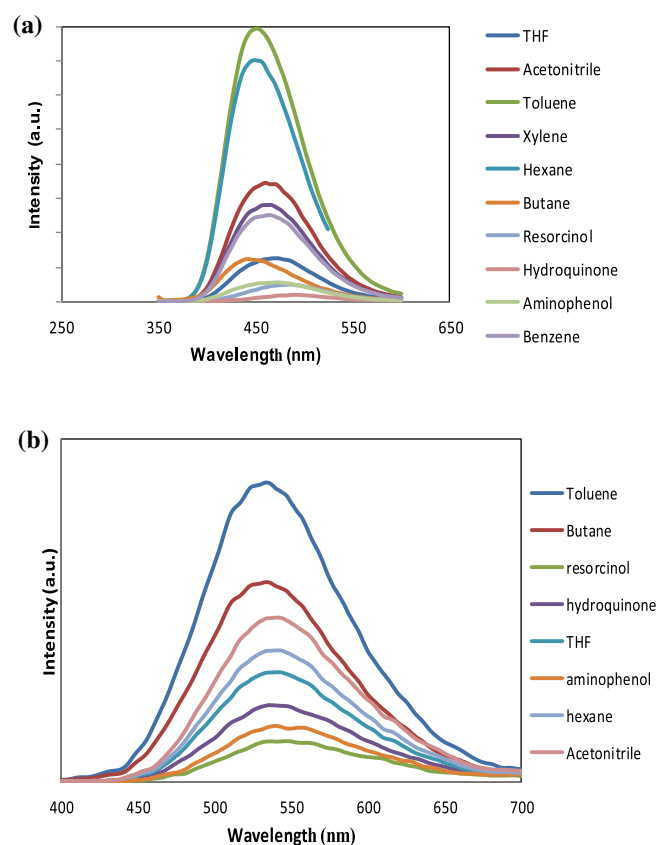 (a)
Intensity (a.u.)
250
350
450
550
650
Wavelength (nm)
THF
Acetonitrile
Toluene
Xylene
Hexane
Butane
Resorcinol
Hydroquinone
Aminophenol
Benzene
(b)
Intensity (a.u.)
400
450
500
550
600
650
700
Wavelength (nm)
Toluene
Butane
resorcinol
hydroquinone
THF
aminophenol
hexane
Acetonitrile